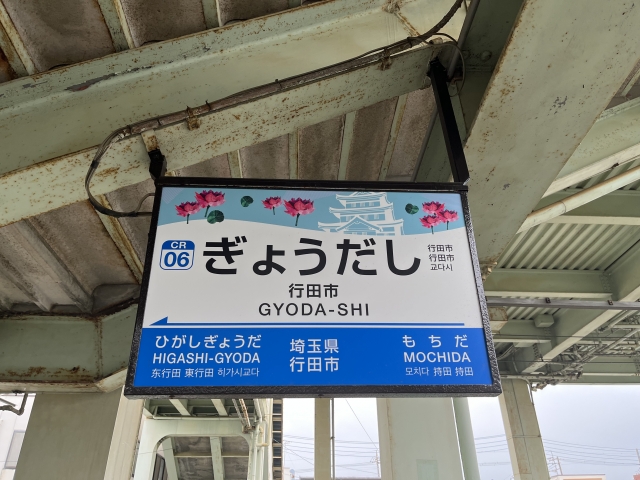 CR
06
ぎょうだし
行田市
行田市
교다시
行田市
GYODA-SHI
ひがしぎょうだ
HIGASHI-GYODA
东行田 東行田 히가시교다
埼玉県
行田市
もちだ
MOCHIDA
모치다 持田 持田